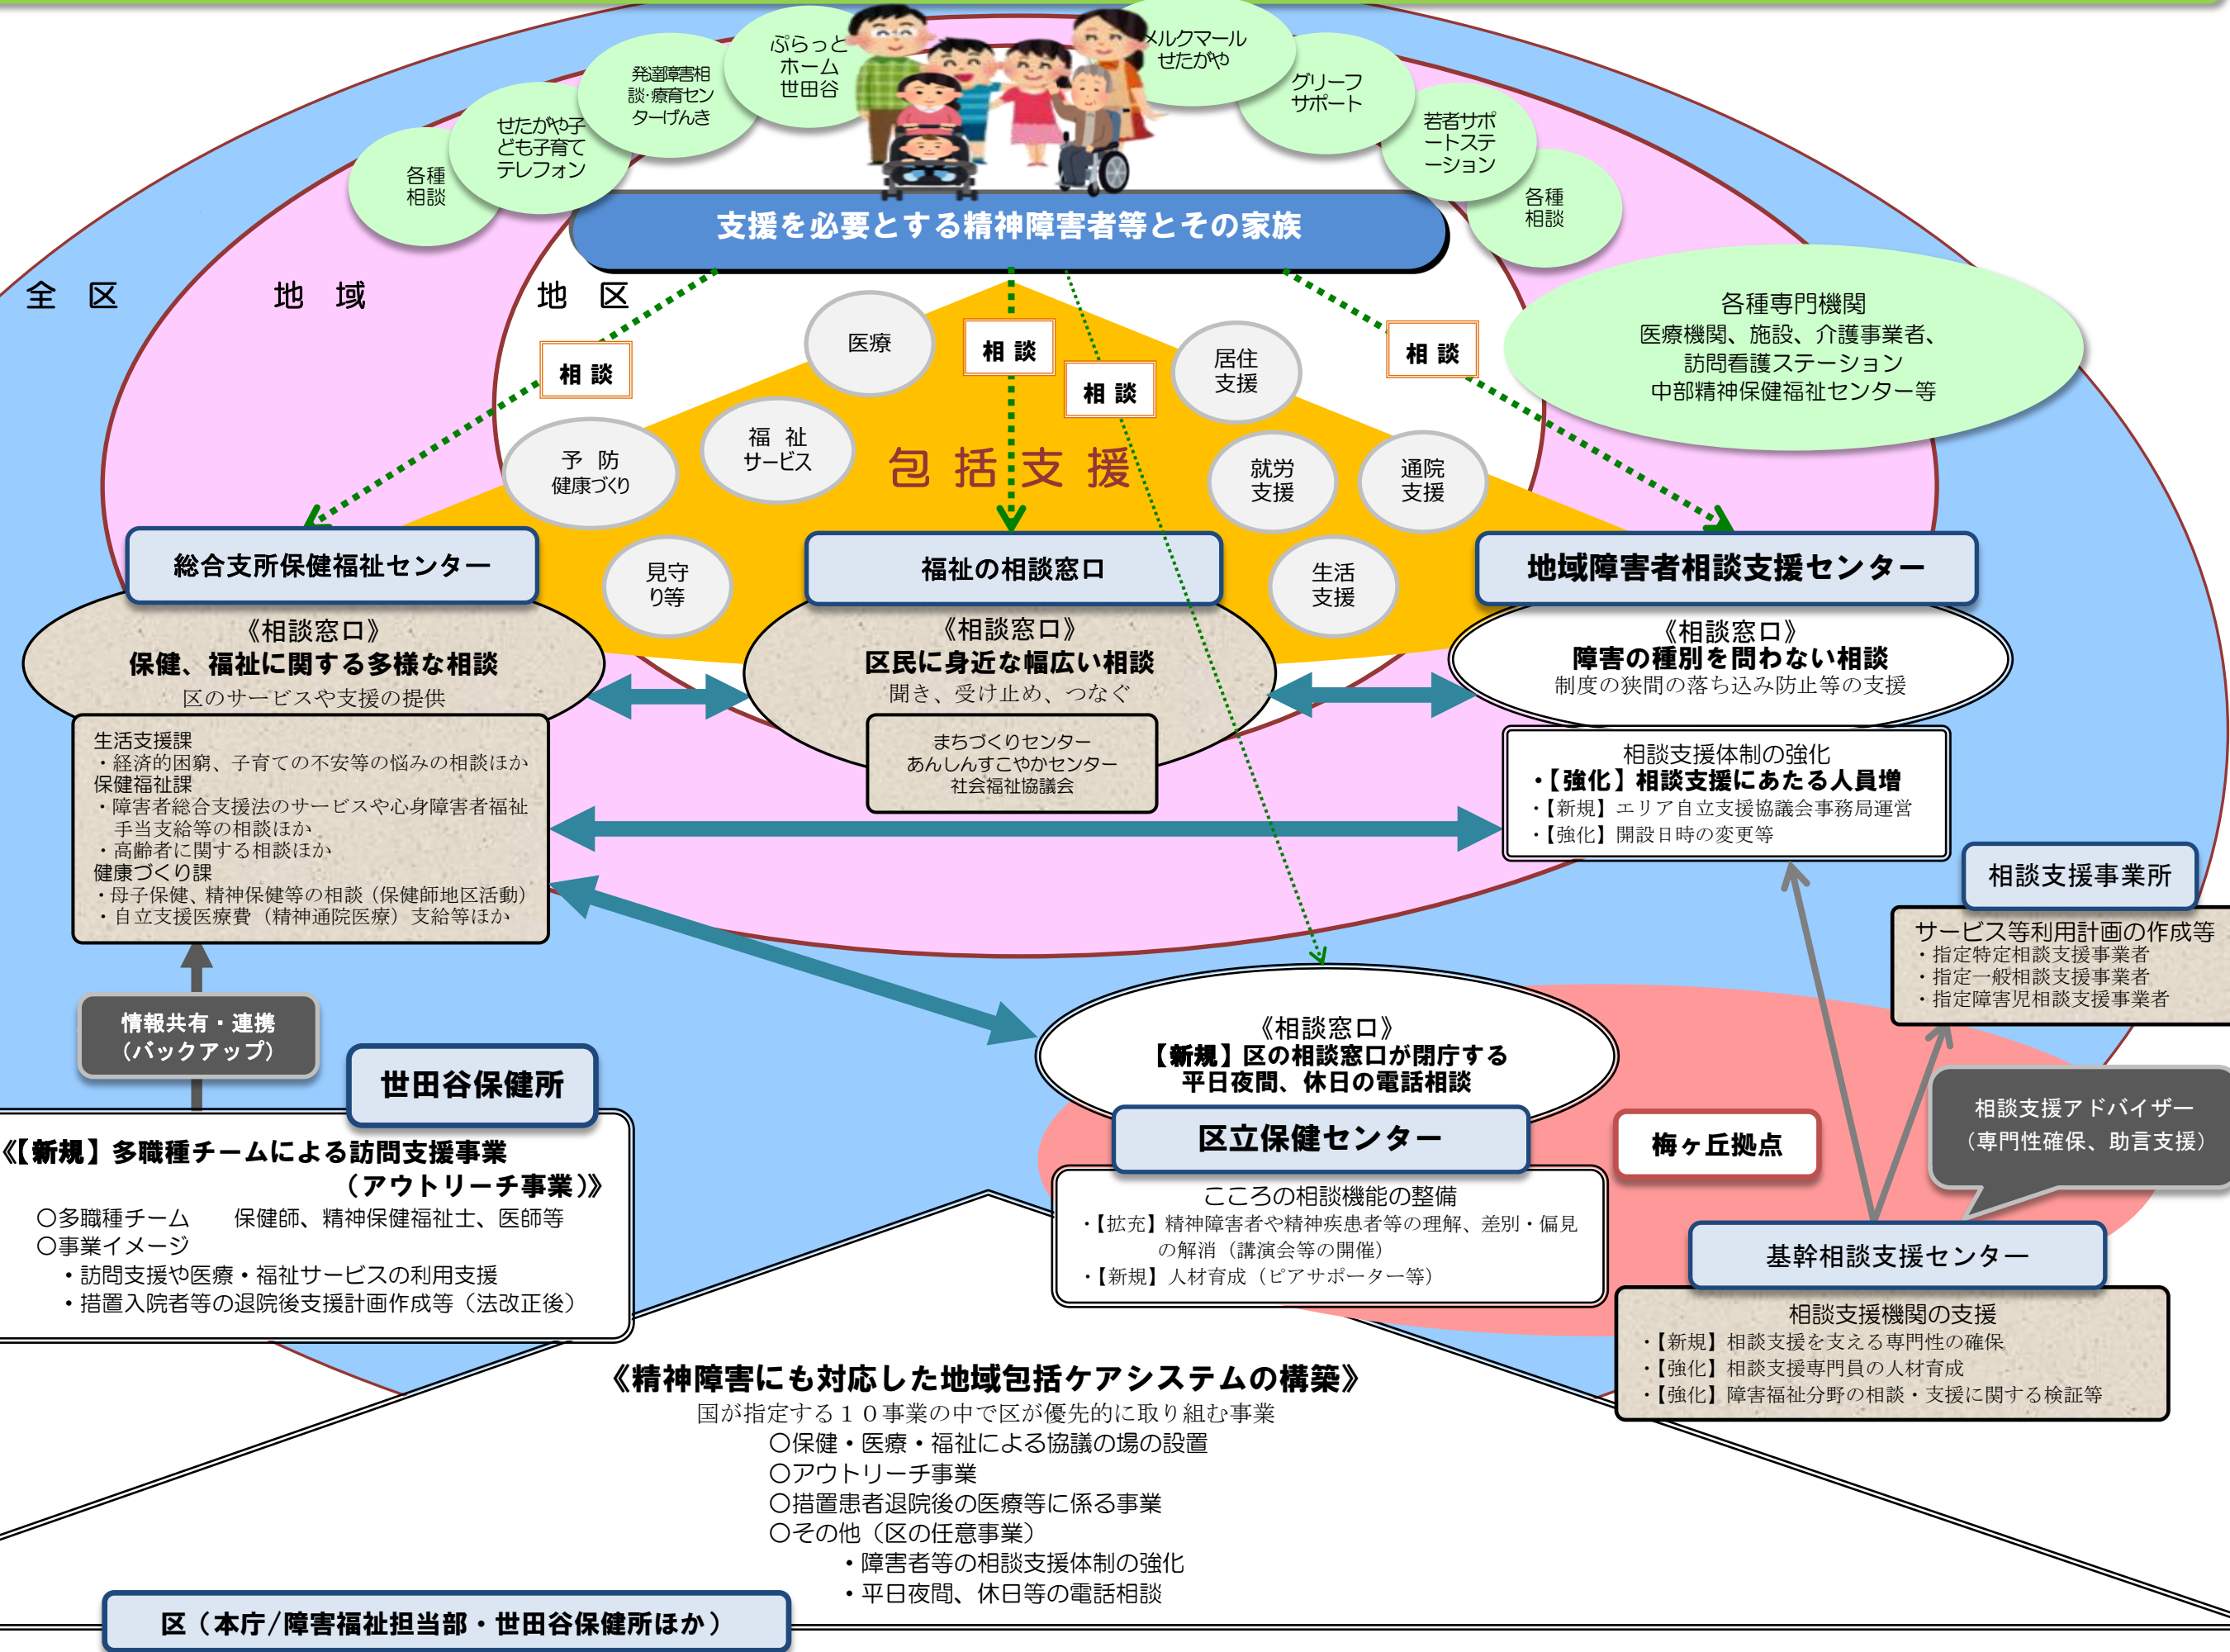 ぷらっと
ホーム
世田谷
メルクマール
せたがや
発達障害相
談・療育セン
ターげんき
グリーフ
サポート
せたがや子
ども子育て
テレフォン
若者サポ
ートステ
ーション
各種
相談
各種
相談
支援を必要とする精神障害者等とその家族
全 区
地 域
地 区
各種専門機関
医療機関、施設、介護事業者、
訪問看護ステーション
中部精神保健福祉センター等
相 談
相 談
相 談
相 談
医療
居住
支援
予 防
健康づくり
福 祉
サービス
包 括 支 援
就労
支援
通院
支援
見守
り等
生活
支援
総合支所保健福祉センター
《相談窓口》
保健、福祉に関する多様な相談
区のサービスや支援の提供
生活支援課
・経済的困窮、子育ての不安等の悩みの相談ほか
保健福祉課
・障害者総合支援法のサービスや心身障害者福祉
手当支給等の相談ほか
・高齢者に関する相談ほか
健康づくり課
・母子保健、精神保健等の相談（保健師地区活動）
・自立支援医療費（精神通院医療）支給等ほか
福祉の相談窓口
《相談窓口》
区民に身近な幅広い相談
聞き、受け止め、つなぐ
まちづくりセンター
あんしんすこやかセンター
社会福祉協議会
地域障害者相談支援センター
《相談窓口》
障害の種別を問わない相談
制度の狭間の落ち込み防止等の支援
相談支援体制の強化
・【強化】相談支援にあたる人員増
・【新規】エリア自立支援協議会事務局運営
・【強化】開設日時の変更等
相談支援事業所
サービス等利用計画の作成等
・指定特定相談支援事業者
・指定一般相談支援事業者
・指定障害児相談支援事業者
情報共有・連携
（バックアップ）
世田谷保健所
《【新規】多職種チームによる訪問支援事業
（アウトリーチ事業）》
〇多職種チーム 保健師、精神保健福祉士、医師等
〇事業イメージ
・訪問支援や医療・福祉サービスの利用支援
・措置入院者等の退院後支援計画作成等（法改正後）
《相談窓口》
【新規】区の相談窓口が閉庁する
平日夜間、休日の電話相談
区立保健センター
こころの相談機能の整備
・【拡充】精神障害者や精神疾患者等の理解、差別・偏見
の解消（講演会等の開催）
・【新規】人材育成（ピアサポーター等）
梅ヶ丘拠点
相談支援アドバイザー
（専門性確保、助言支援）
基幹相談支援センター
相談支援機関の支援
・【新規】相談支援を支える専門性の確保
・【強化】相談支援専門員の人材育成
・【強化】障害福祉分野の相談・支援に関する検証等
《精神障害にも対応した地域包括ケアシステムの構築》
国が指定する１０事業の中で区が優先的に取り組む事業
〇保健・医療・福祉による協議の場の設置
〇アウトリーチ事業
〇措置患者退院後の医療等に係る事業
〇その他（区の任意事業）
・障害者等の相談支援体制の強化
・平日夜間、休日等の電話相談
区（本庁/障害福祉担当部・世田谷保健所ほか）